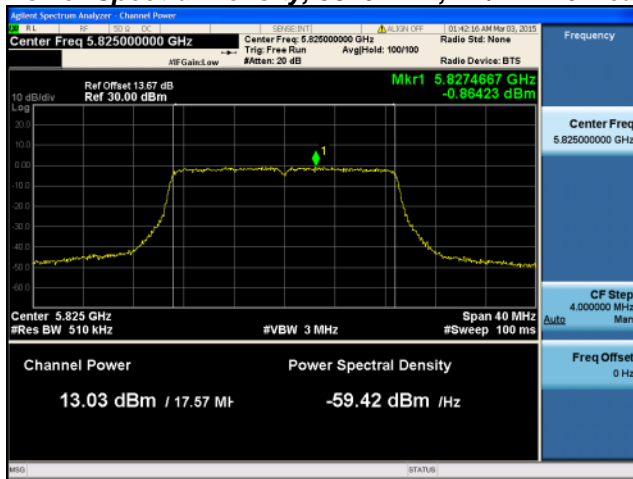 Agilent Spectrum Analyzer - Channel Power
RL RF 50 Ω DC SENSE:INT ALIGN OFF 01:42:16 AM Mar 03, 2015
Center Freq 5.825000000 GHz Center Freq: 5.825000000 GHz Radio Std: None Frequency
Trig: Free Run Avg|Hold: 100/100
#IFGain:Low #Atten: 20 dB Radio Device: BTS
Mkr1 5.8274667 GHz
Ref Offset 13.67 dB
-0.86423 dBm
10 dB/div Ref 30.00 dBm
Log
20.0
10.0
0.00
-10.0
-20.0
-30.0
-40.0
-50.0
-60.0
1
Center Freq
5.825000000 GHz
Center 5.825 GHz Span 40 MHz
#Res BW 510 kHz #VBW 3 MHz #Sweep 100 ms
CF Step
4.000000 MHz
Auto Man
Channel Power Power Spectral Density
13.03 dBm / 17.57 MH -59.42 dBm /Hz
Freq Offset
0 Hz
MSG STATUS